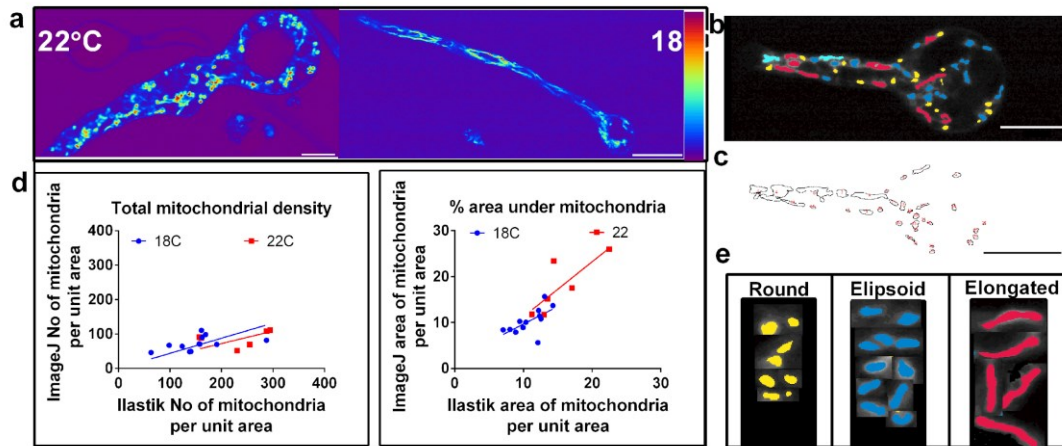 a
22°C
18
b
c
d
Total mitochondrial density
18C
22C
ImageJ No of mitochondria
per unit area
400
300
200
100
0
0 100 200 300 400
Ilastik No of mitochondria
per unit area
% area under mitochondria
18C
22
ImageJ area of mitochondria
per unit area
30
20
10
0
0 10 20 30
Ilastik area of mitochondria
per unit area
e
Round
Elipsoid
Elongated